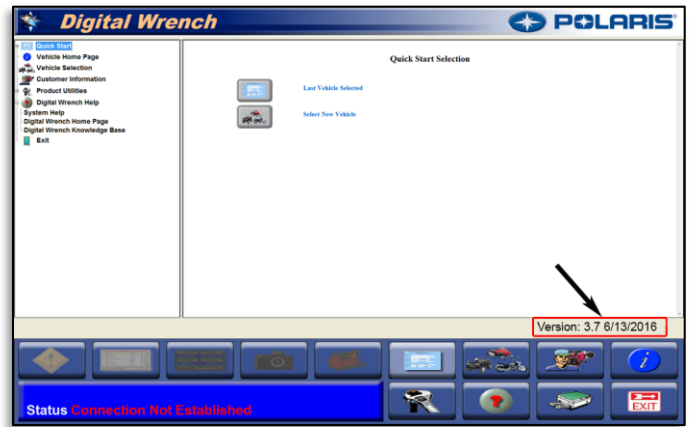 Digital Wrench
POLARIS
Quick Start
Vehicle Home Page
Vehicle Selection
Customer Information
Product Utilities
Digital Wrench Help
System Help
Digital Wrench Home Page
Digital Wrench Knowledge Base
Exit
Quick Start Selection
Last Vehicle Selected
Select New Vehicle
Version: 3.7 6/13/2016
Status Connection Not Established
EXIT